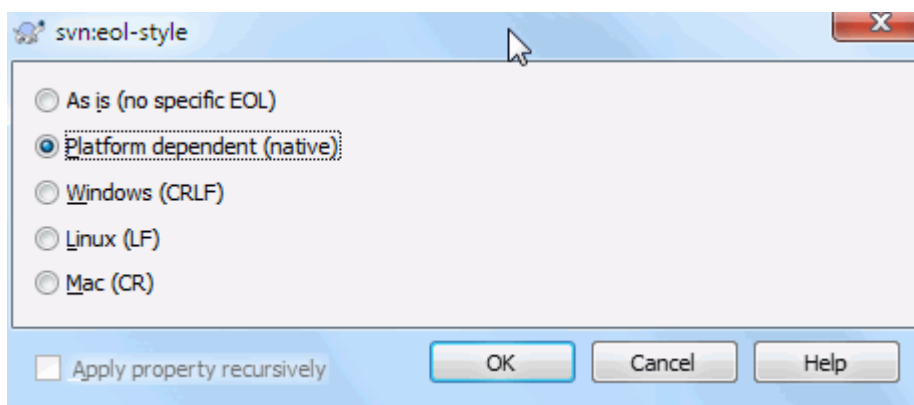 svn:eol-style
As is (no specific EOL)
Platform dependent (native)
Windows (CRLF)
Linux (LF)
Mac (CR)
Apply property recursively
OK Cancel Help